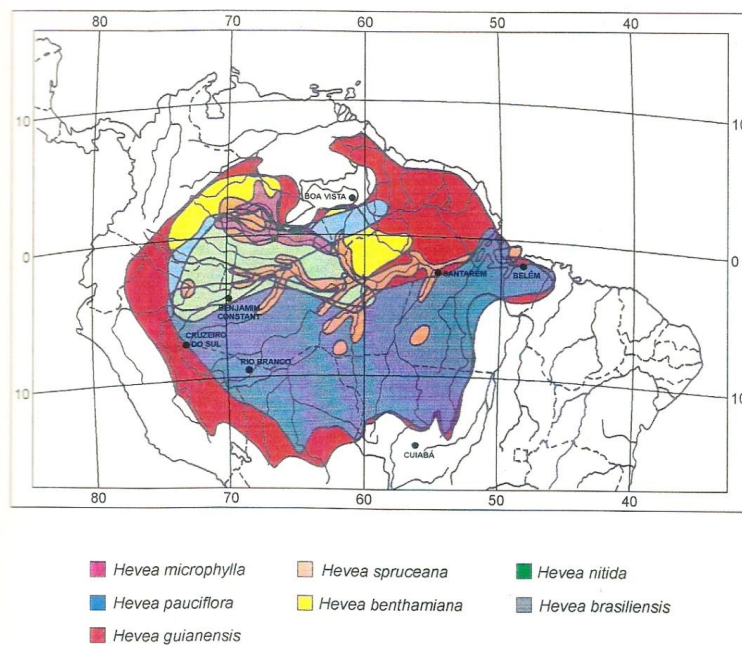 80 70 60 50 40
10 10
BOA VISTA
0 0
SANTARÉM BELÉM
BENJAMIN
CONSTANT
CRUZEIRO
DO SUL
RIO BRANCO
10 10
CUIABÁ
80 70 60 50 40
Hevea microphylla Hevea spruceana Hevea nitida
Hevea pauciflora Hevea benthamiana Hevea brasiliensis
Hevea guianensis